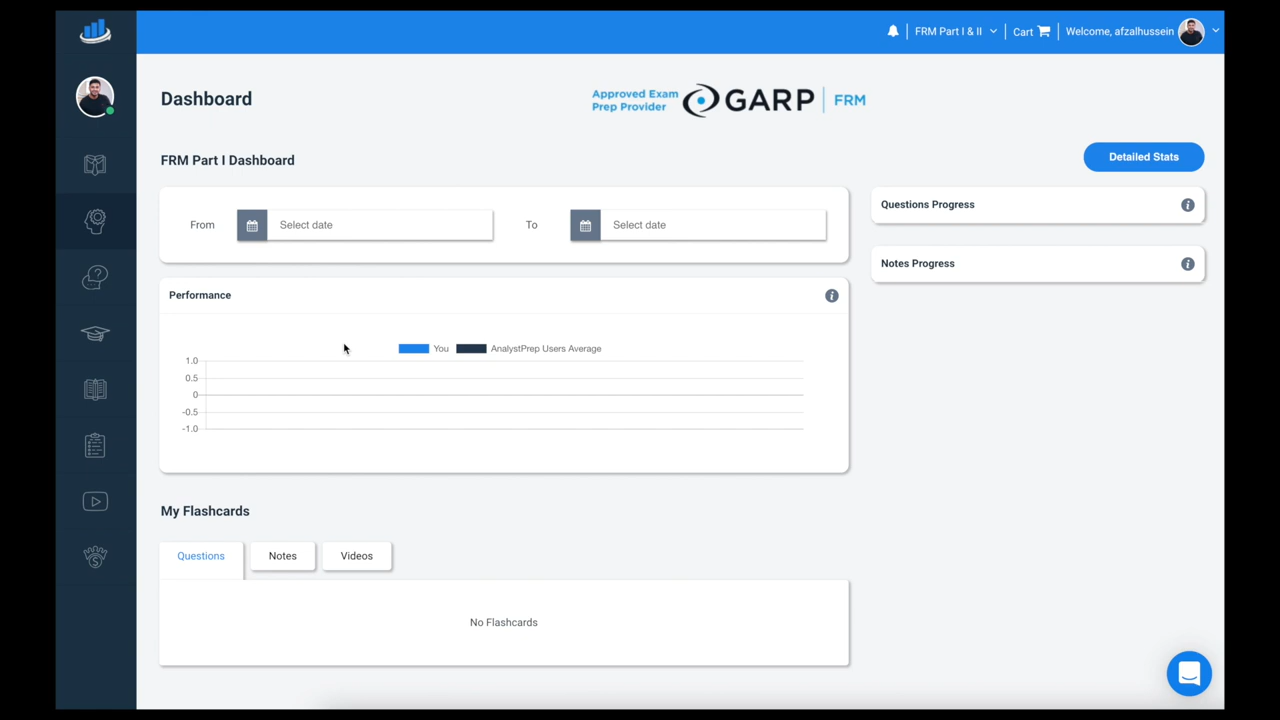 FRM Part I & II
Cart
Welcome, afzalhussein
Dashboard
Approved Exam
Prep Provider
GARP
FRM
FRM Part I Dashboard
Detailed Stats
From
Select date
To
Select date
Questions Progress
Notes Progress
Performance
You
AnalystPrep Users Average
1.0
0.5
0
-0.5
-1.0
My Flashcards
Questions
Notes
Videos
No Flashcards